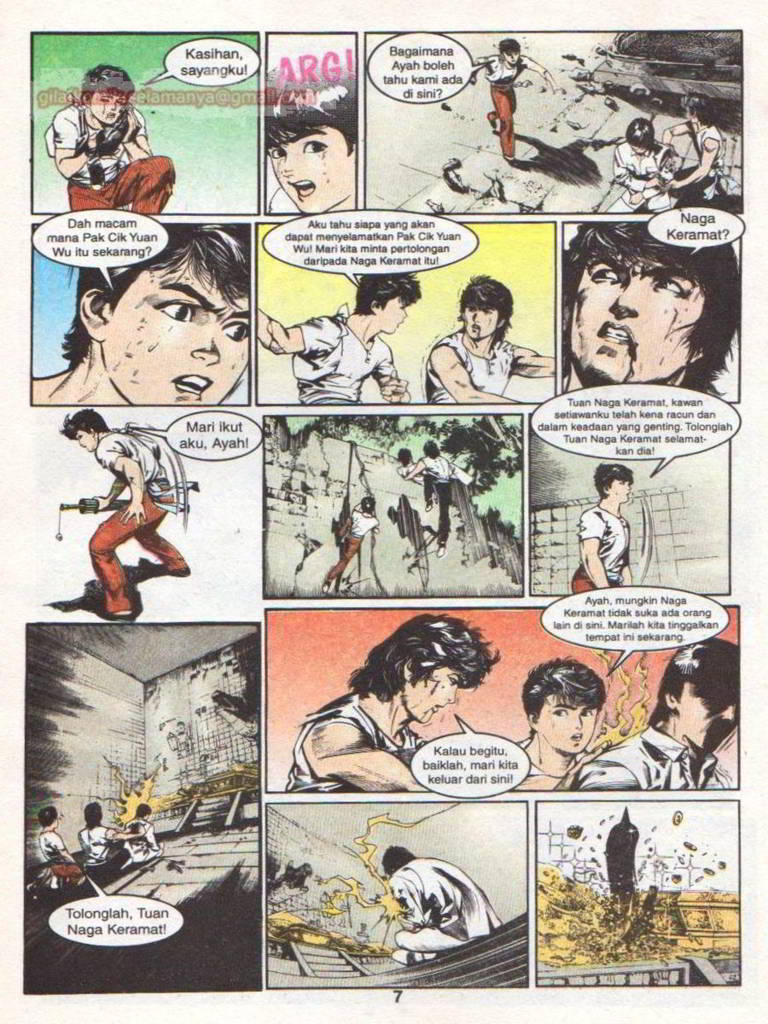 Kasihan,
sayangku!
ARG!
Bagaimana
Ayah boleh
tahu kami ada
di sini?
Dah macam
mana Pak Cik Yuan
Wu itu sekarang?
Aku tahu siapa yang akan
dapat menyelamatkan Pak Cik Yuan
Wu! Mari kita minta pertolongan
daripada Naga Keramat itu!
Naga
Keramat?
Mari ikut
aku, Ayah!
Tuan Naga Keramat, kawan
setiawanku telah kena racun dan
dalam keadaan yang genting. Tolonglah
Tuan Naga Keramat selamat-
kan dia!
Ayah, mungkin Naga
Keramat tidak suka ada orang
lain di sini. Marilah kita tinggalkan
tempat ini sekarang.
Kalau begitu,
baiklah, mari kita
keluar dari sini!
Tolonglah, Tuan
Naga Keramat!
7